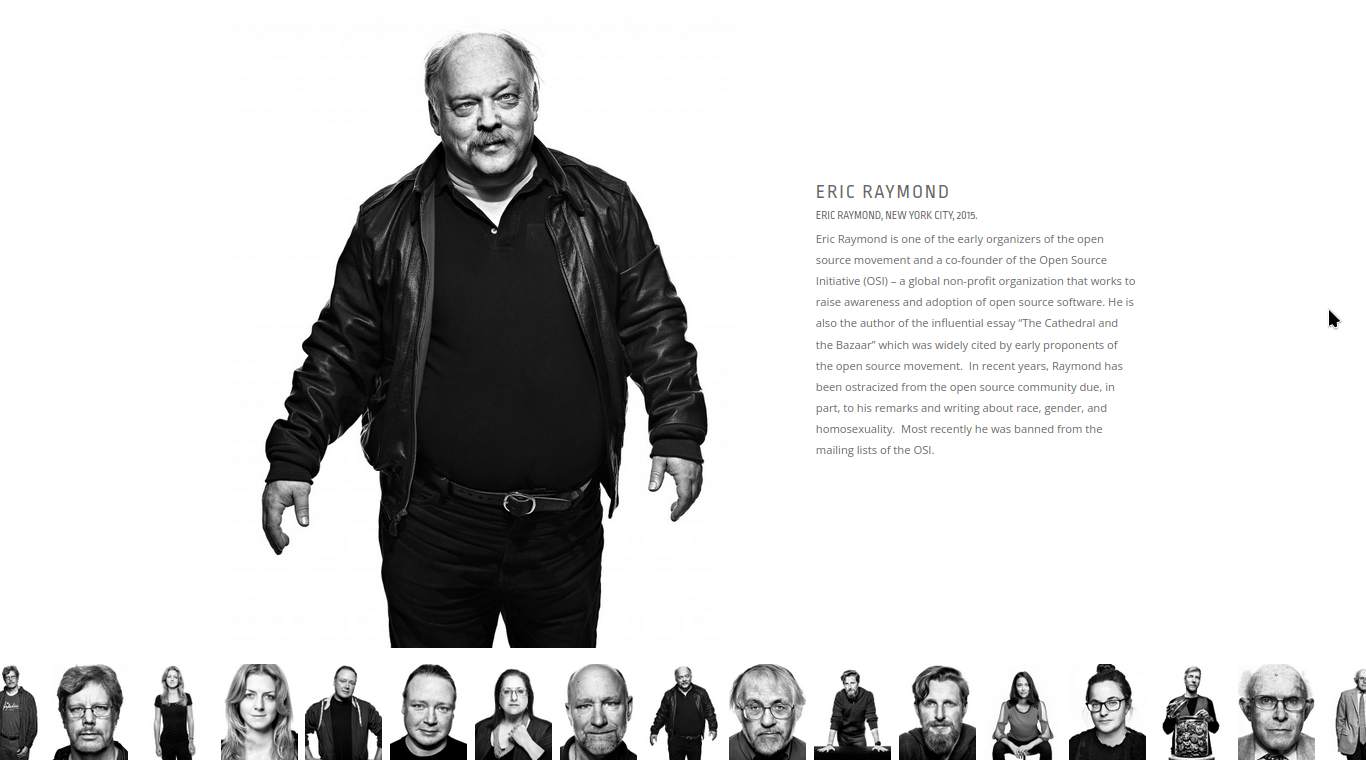 ERIC RAYMOND
ERIC RAYMOND, NEW YORK CITY, 2015.
Eric Raymond is one of the early organizers of the open
source movement and a co-founder of the Open Source
Initiative (OSI) – a global non-profit organization that works to
raise awareness and adoption of open source software. He is
also the author of the influential essay “The Cathedral and
the Bazaar” which was widely cited by early proponents of
the open source movement.  In recent years, Raymond has
been ostracized from the open source community due, in
part, to his remarks and writing about race, gender, and
homosexuality.  Most recently he was banned from the
mailing lists of the OSI.